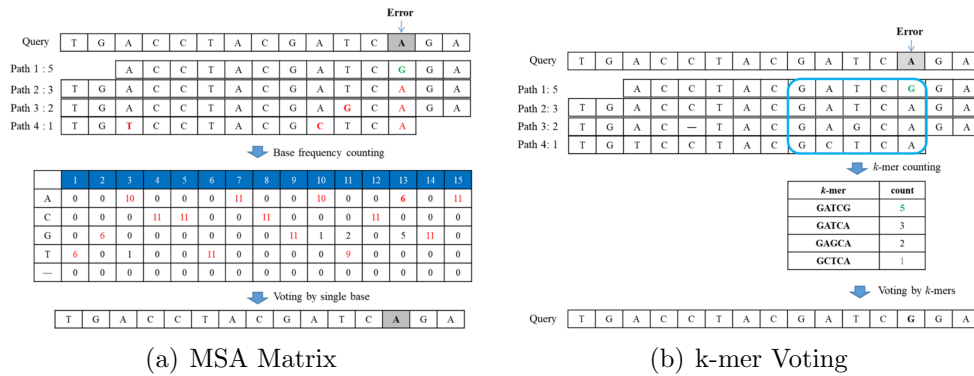 Error
Query T G A C C T A C G A T C A G A
Path 1 : 5 A C C T A C G A T C G G A
Path 2 : 3 T G A C C T A C G A T C A G A
Path 3 : 2 T G A C C T A C G A G C A G A
Path 4 : 1 T G T C C T A C G C T C A
Base frequency counting
1 2 3 4 5 6 7 8 9 10 11 12 13 14 15
A 0 0 10 0 0 0 11 0 0 10 0 0 6 0 11
C 0 0 0 11 11 0 0 11 0 0 0 11 0 0 0
G 0 6 0 0 0 0 0 0 11 1 2 0 5 11 0
T 6 0 1 0 0 11 0 0 0 0 9 0 0 0 0
— 0 0 0 0 0 0 0 0 0 0 0 0 0 0 0
Voting by single base
T G A C C T A C G A T C A G A
(a) MSA Matrix
Error
Query T G A C C T A C G A T C A G A
Path 1: 5 A C C T A C G A T C G G A
Path 2: 3 T G A C C T A C G A T C A G A
Path 3: 2 T G A C — T A C G A G C A G A
Path 4: 1 T G T C C T A C G C T C A
k-mer counting
k-mer count
GATCG 5
GATCA 3
GAGCA 2
GCTCA 1
Voting by k-mers
Query T G A C C T A C G A T C G G A
(b) k-mer Voting